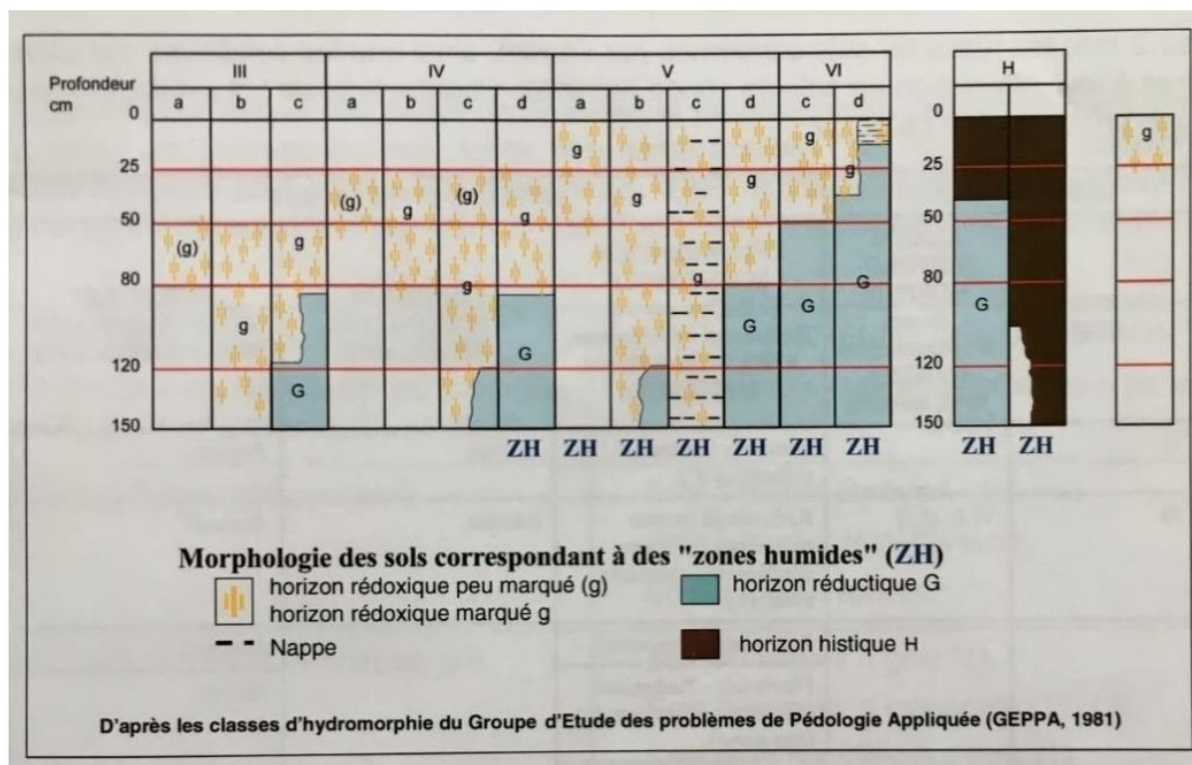 III IV V VI H
Profondeur
cm
a b c a b c d a b c d c d
0 0
25 25
50 50
80 80
120 120
150 150
(g) g g G
(g) g (g) g g G
g g g g G
g G g G
G
g
ZH ZH ZH ZH ZH ZH ZH ZH ZH
Morphologie des sols correspondant à des "zones humides" (ZH)
horizon rédoxique peu marqué (g)
horizon rédoxique marqué g
Nappe
horizon réductique G
horizon histique H
D'après les classes d'hydromorphie du Groupe d'Etude des problèmes de Pédologie Appliquée (GEPPA, 1981)